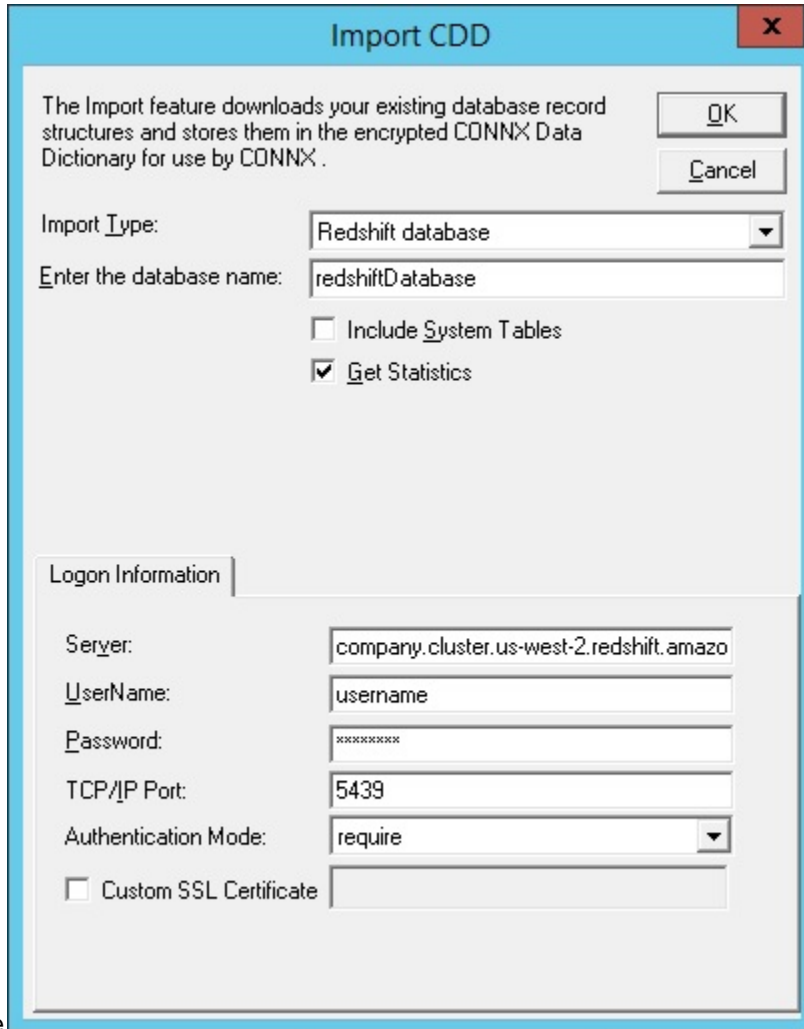 Import CDD
x
The Import feature downloads your existing database record
structures and stores them in the encrypted CONNX Data
Dictionary for use by CONNX .
OK
Cancel
Import Type:
Redshift database
Enter the database name:
redshiftDatabase
Include System Tables
Get Statistics
Logon Information
Server:
company.cluster.us-west-2.redshift.amazo
UserName:
username
Password:
********
TCP/IP Port:
5439
Authentication Mode:
require
Custom SSL Certificate
e